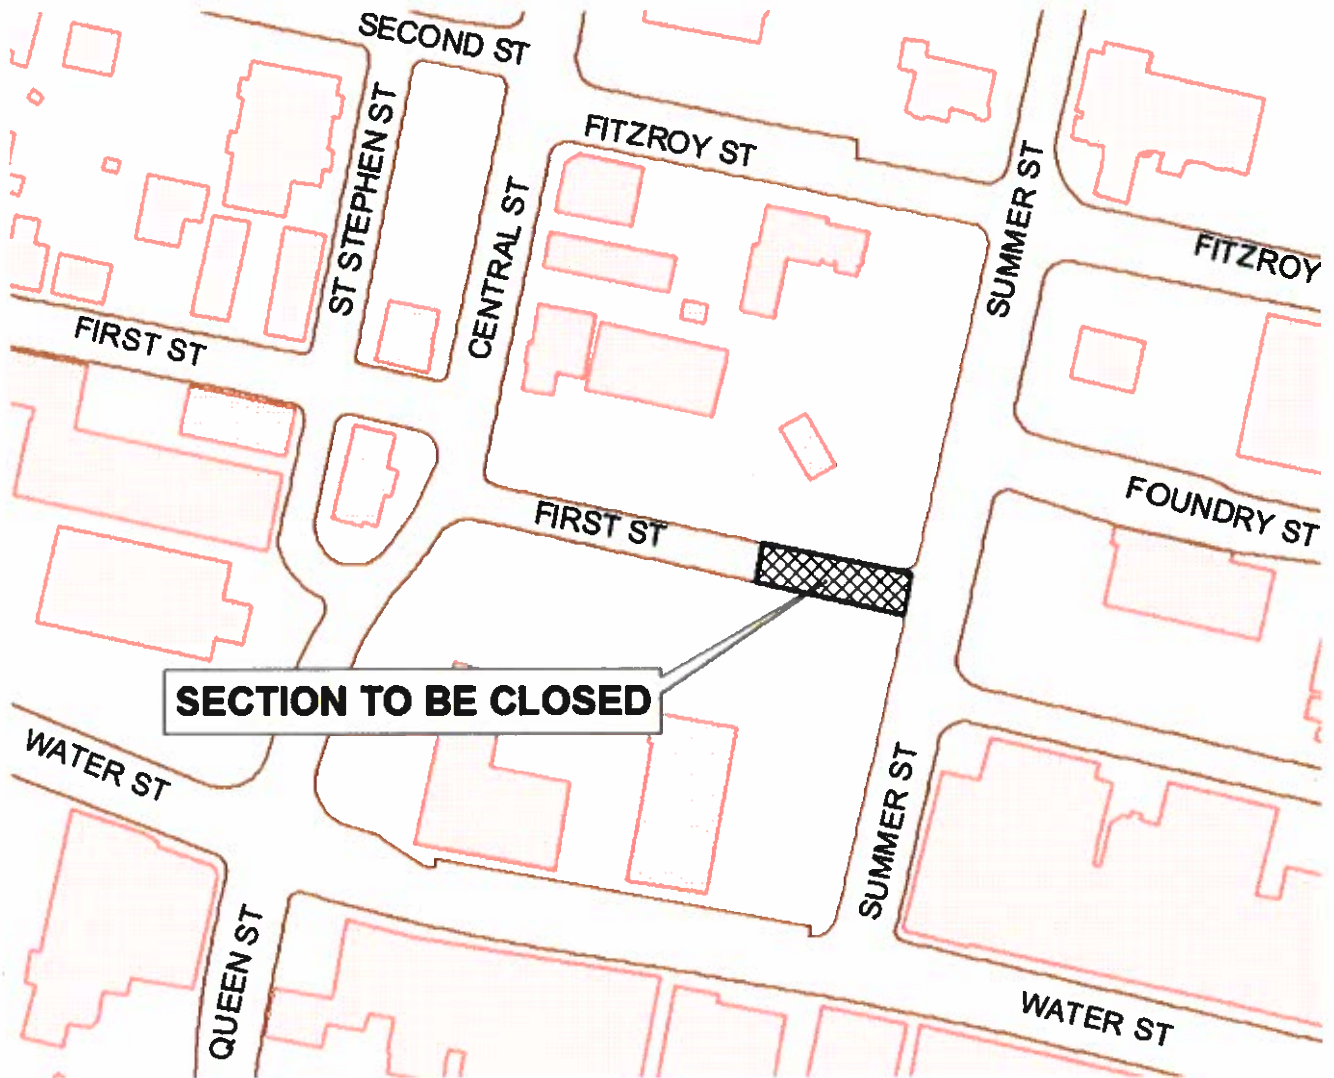 SECOND ST
ST STEPHEN ST
FITZROY ST
CENTRAL ST
SUMMER ST
FITZROY
FIRST ST
FOUNDRY ST
FIRST ST
SECTION TO BE CLOSED
WATER ST
SUMMER ST
QUEEN ST
WATER ST